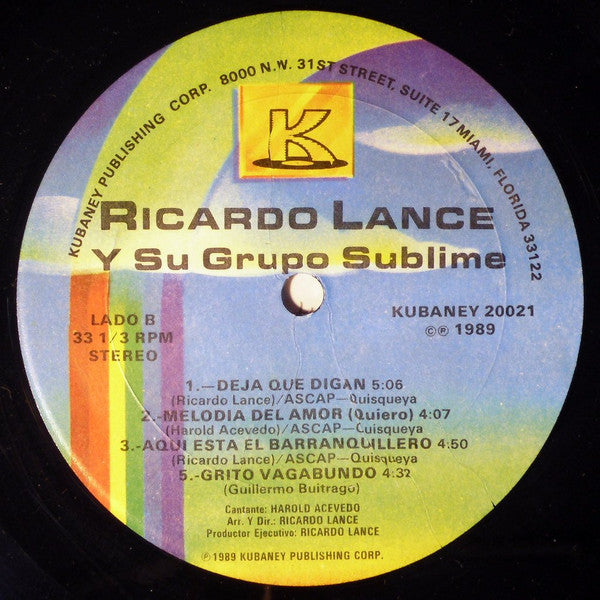 KUBANEY PUBLISHING CORP. 8000 N.W. 31ST STREET, SUITE 17 MIAMI, FLORIDA 33122
K
RICARDO LANCE
Y SU GRUPO SUBLIME
LADO B
33 1/3 RPM
STEREO
KUBANEY 20021
©℗ 1989
1.—DEJA QUE DIGAN 5:06
(Ricardo Lance)/ASCAP—Quisqueya
2.-MELODIA DEL AMOR (Quiero) 4:07
(Harold Acevedo)/ASCAP—Quisqueya
3.-AQUI ESTA EL BARRANQUILLERO 4:50
(Ricardo Lance)/ASCAP—Quisqueya
5.-GRITO VAGABUNDO 4:32
(Guillermo Buitrago)
Cantante: HAROLD ACEVEDO
Arr. Y Dir.: RICARDO LANCE
Productor Ejecutivo: RICARDO LANCE
℗ 1989 KUBANEY PUBLISHING CORP.